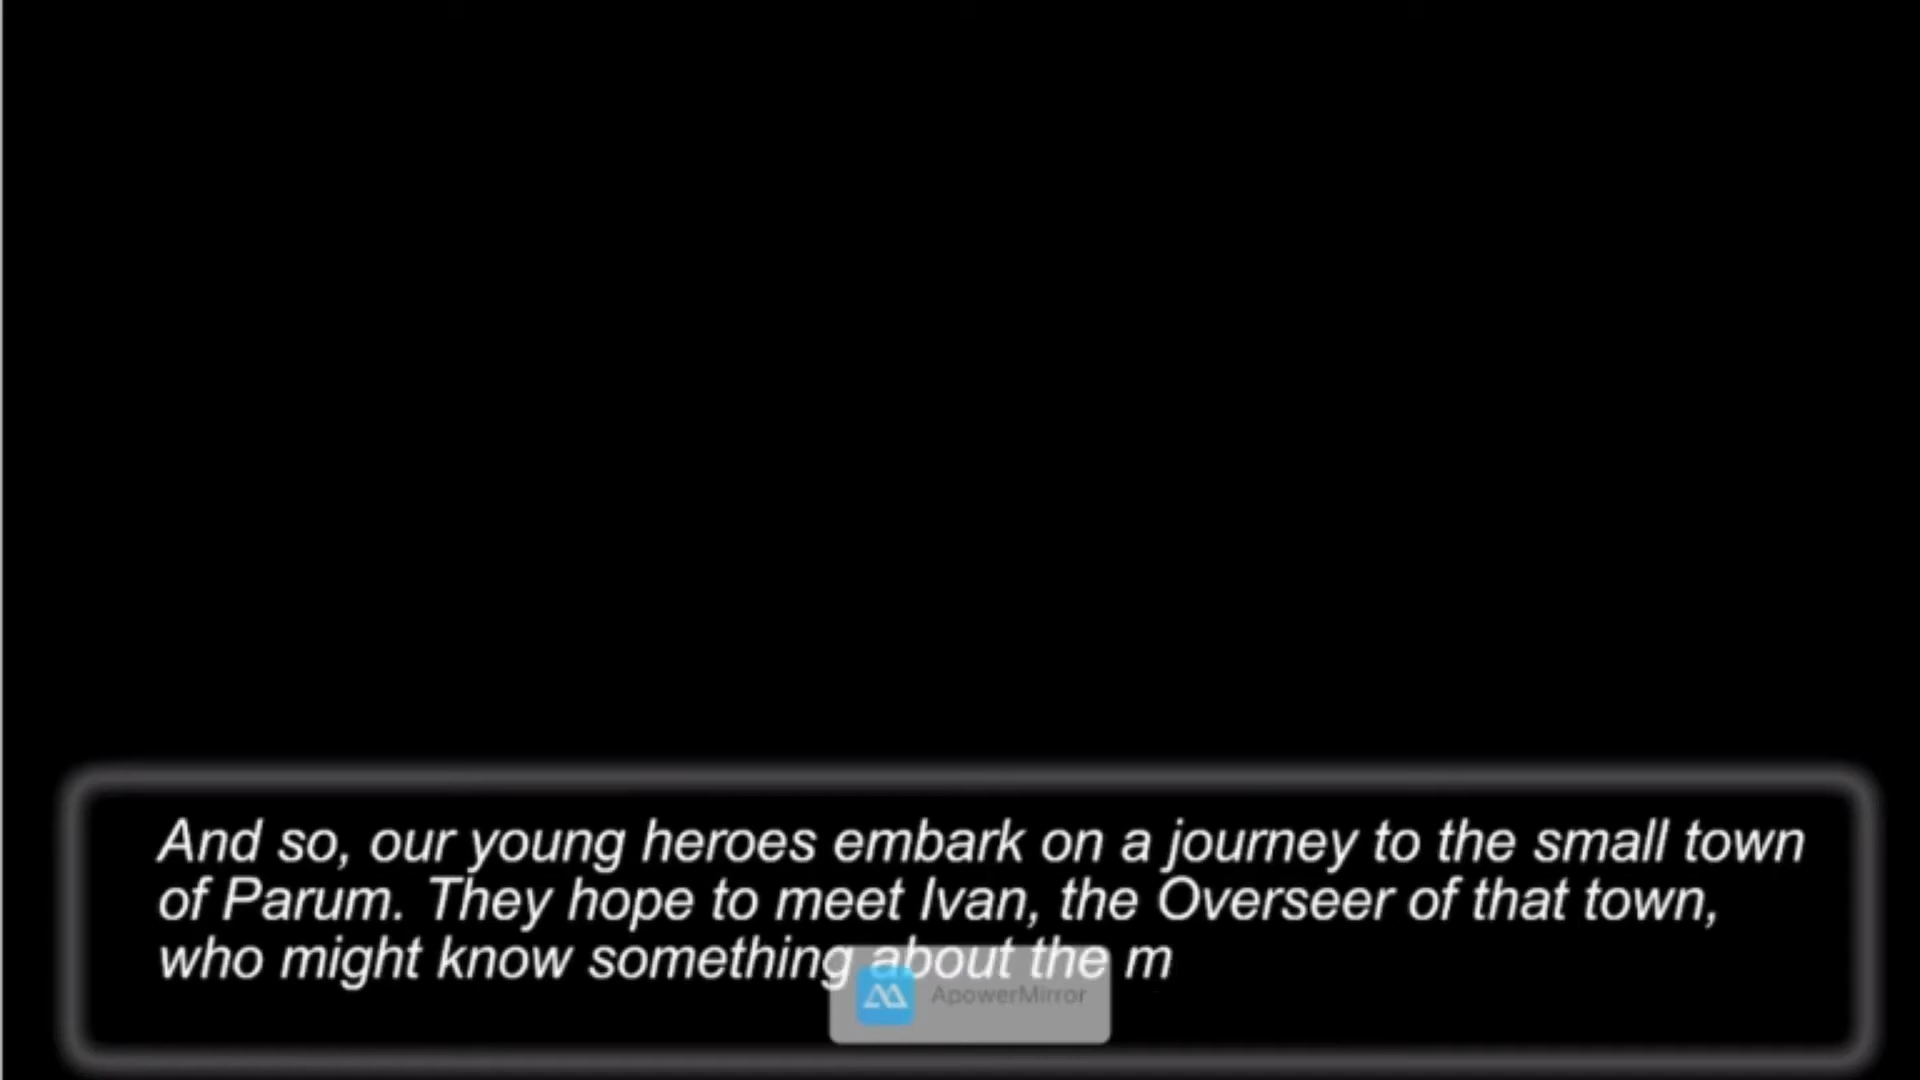 And so, our young heroes embark on a journey to the small town
of Parum. They hope to meet Ivan, the Overseer of that town,
who might know something about the m
ApowerMirror